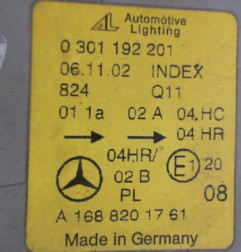 Automotive
Lighting
0 301 192 201
06.11.02 INDEX
824 Q11
01 1a 02 A 04.HC
04 HR
04HR/
E1 20
02 B
PL 08
A 168 820 17 61
Made in Germany